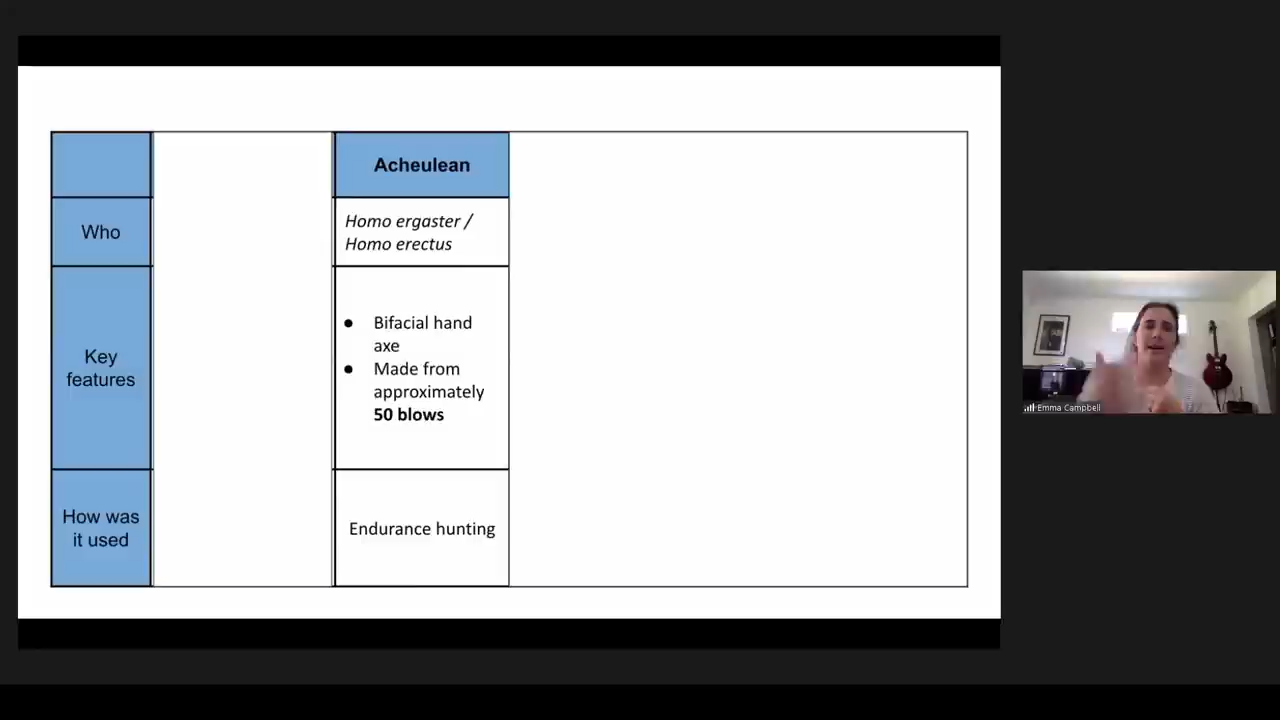 Acheulean
Who
Homo ergaster /
Homo erectus
Key
features
● Bifacial hand
axe
● Made from
approximately
50 blows
How was
it used
Endurance hunting
Emma Campbell